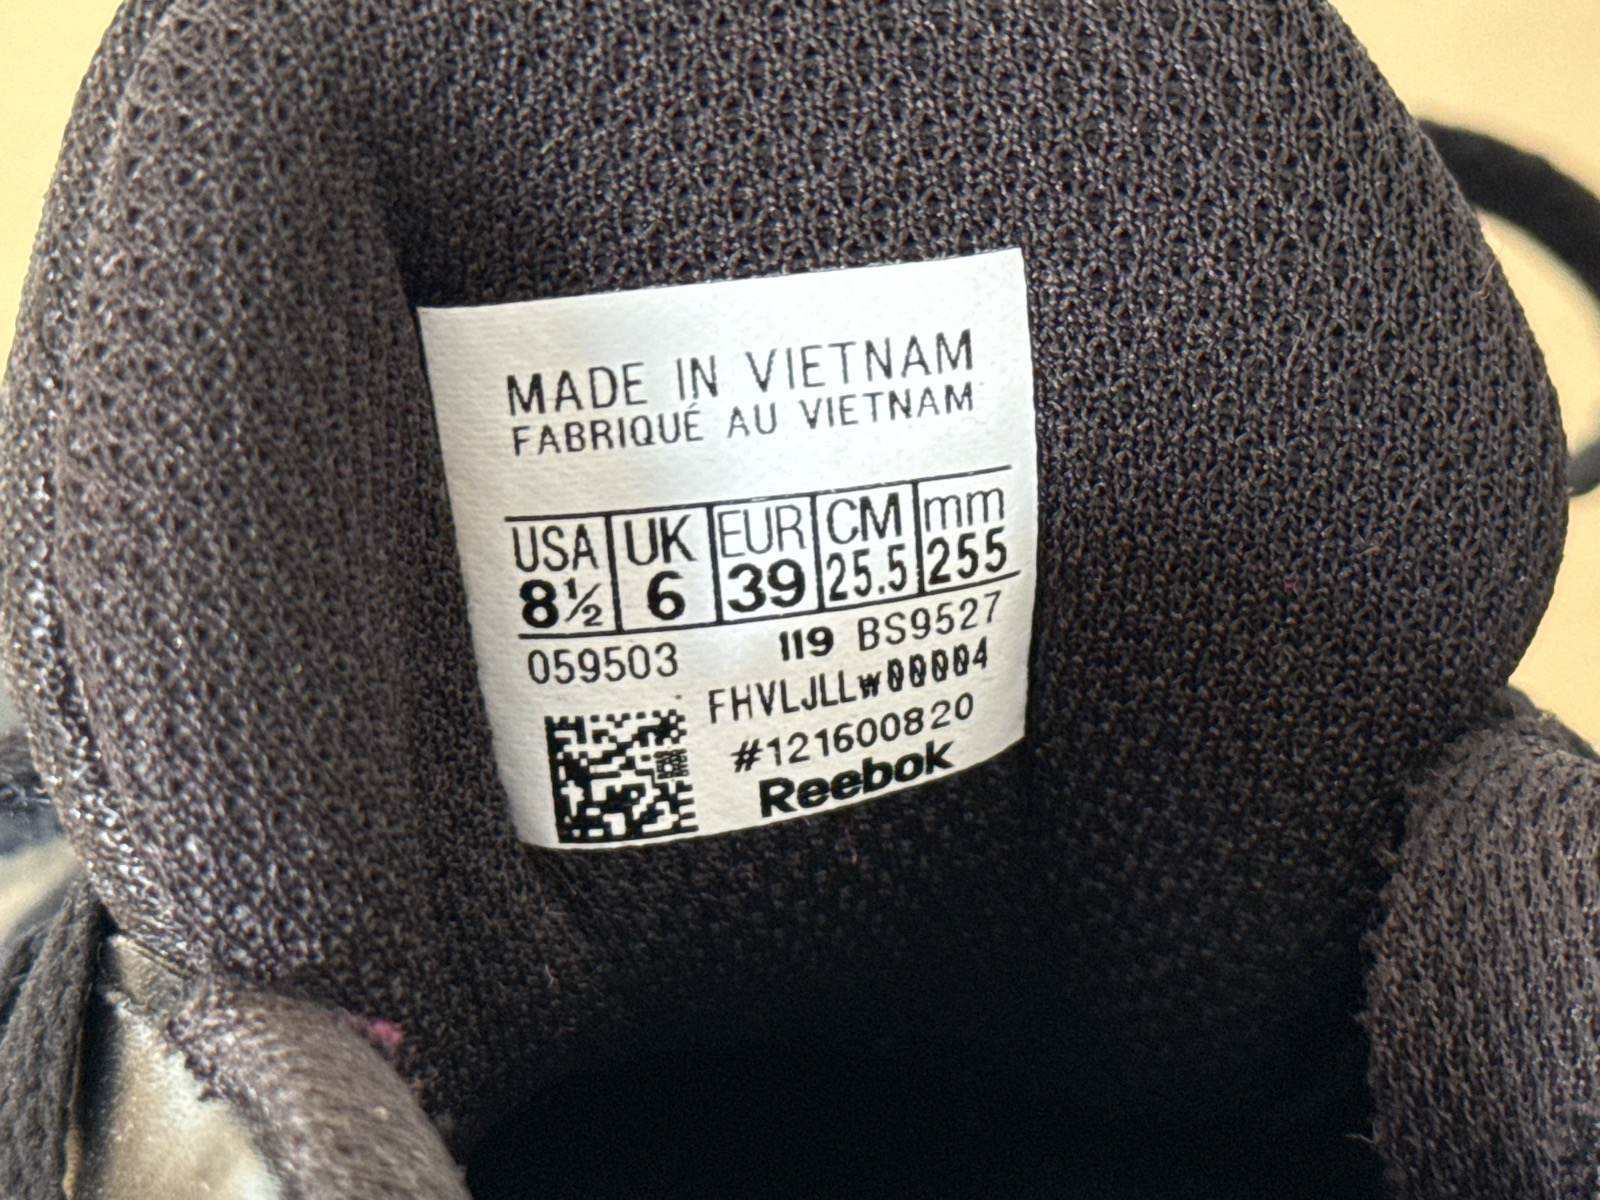 MADE IN VIETNAM
FABRIQUÉ AU VIETNAM
USA UK EUR CM mm
8½ 6 39 25.5 255
059503 119 BS9527
FHVLJLLW00004
#121600820
Reebok